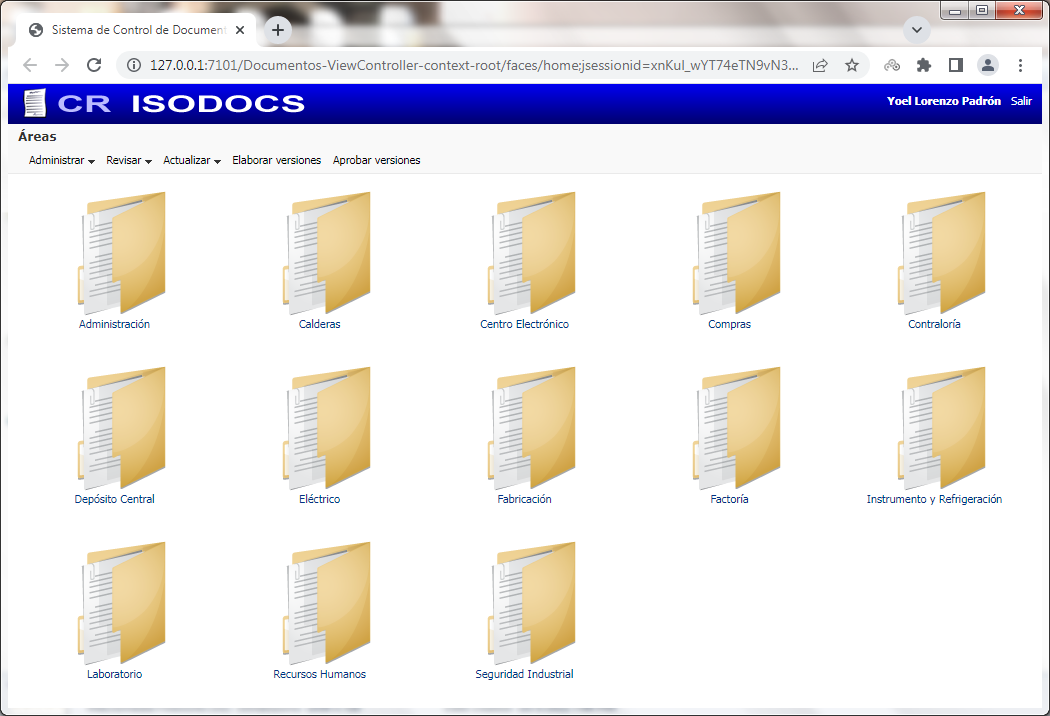 Sistema de Control de Document
127.0.0.1:7101/Documentos-ViewController-context-root/faces/home;jsessionid=xnKul_wYT74eTN9vN3...
CR ISODOCS
Yoel Lorenzo Padrón Salir
Áreas
Administrar Revisar Actualizar Elaborar versiones Aprobar versiones
Administración Calderas Centro Electrónico Compras Contraloría
Depósito Central Eléctrico Fabricación Factoría Instrumento y Refrigeración
Laboratorio Recursos Humanos Seguridad Industrial